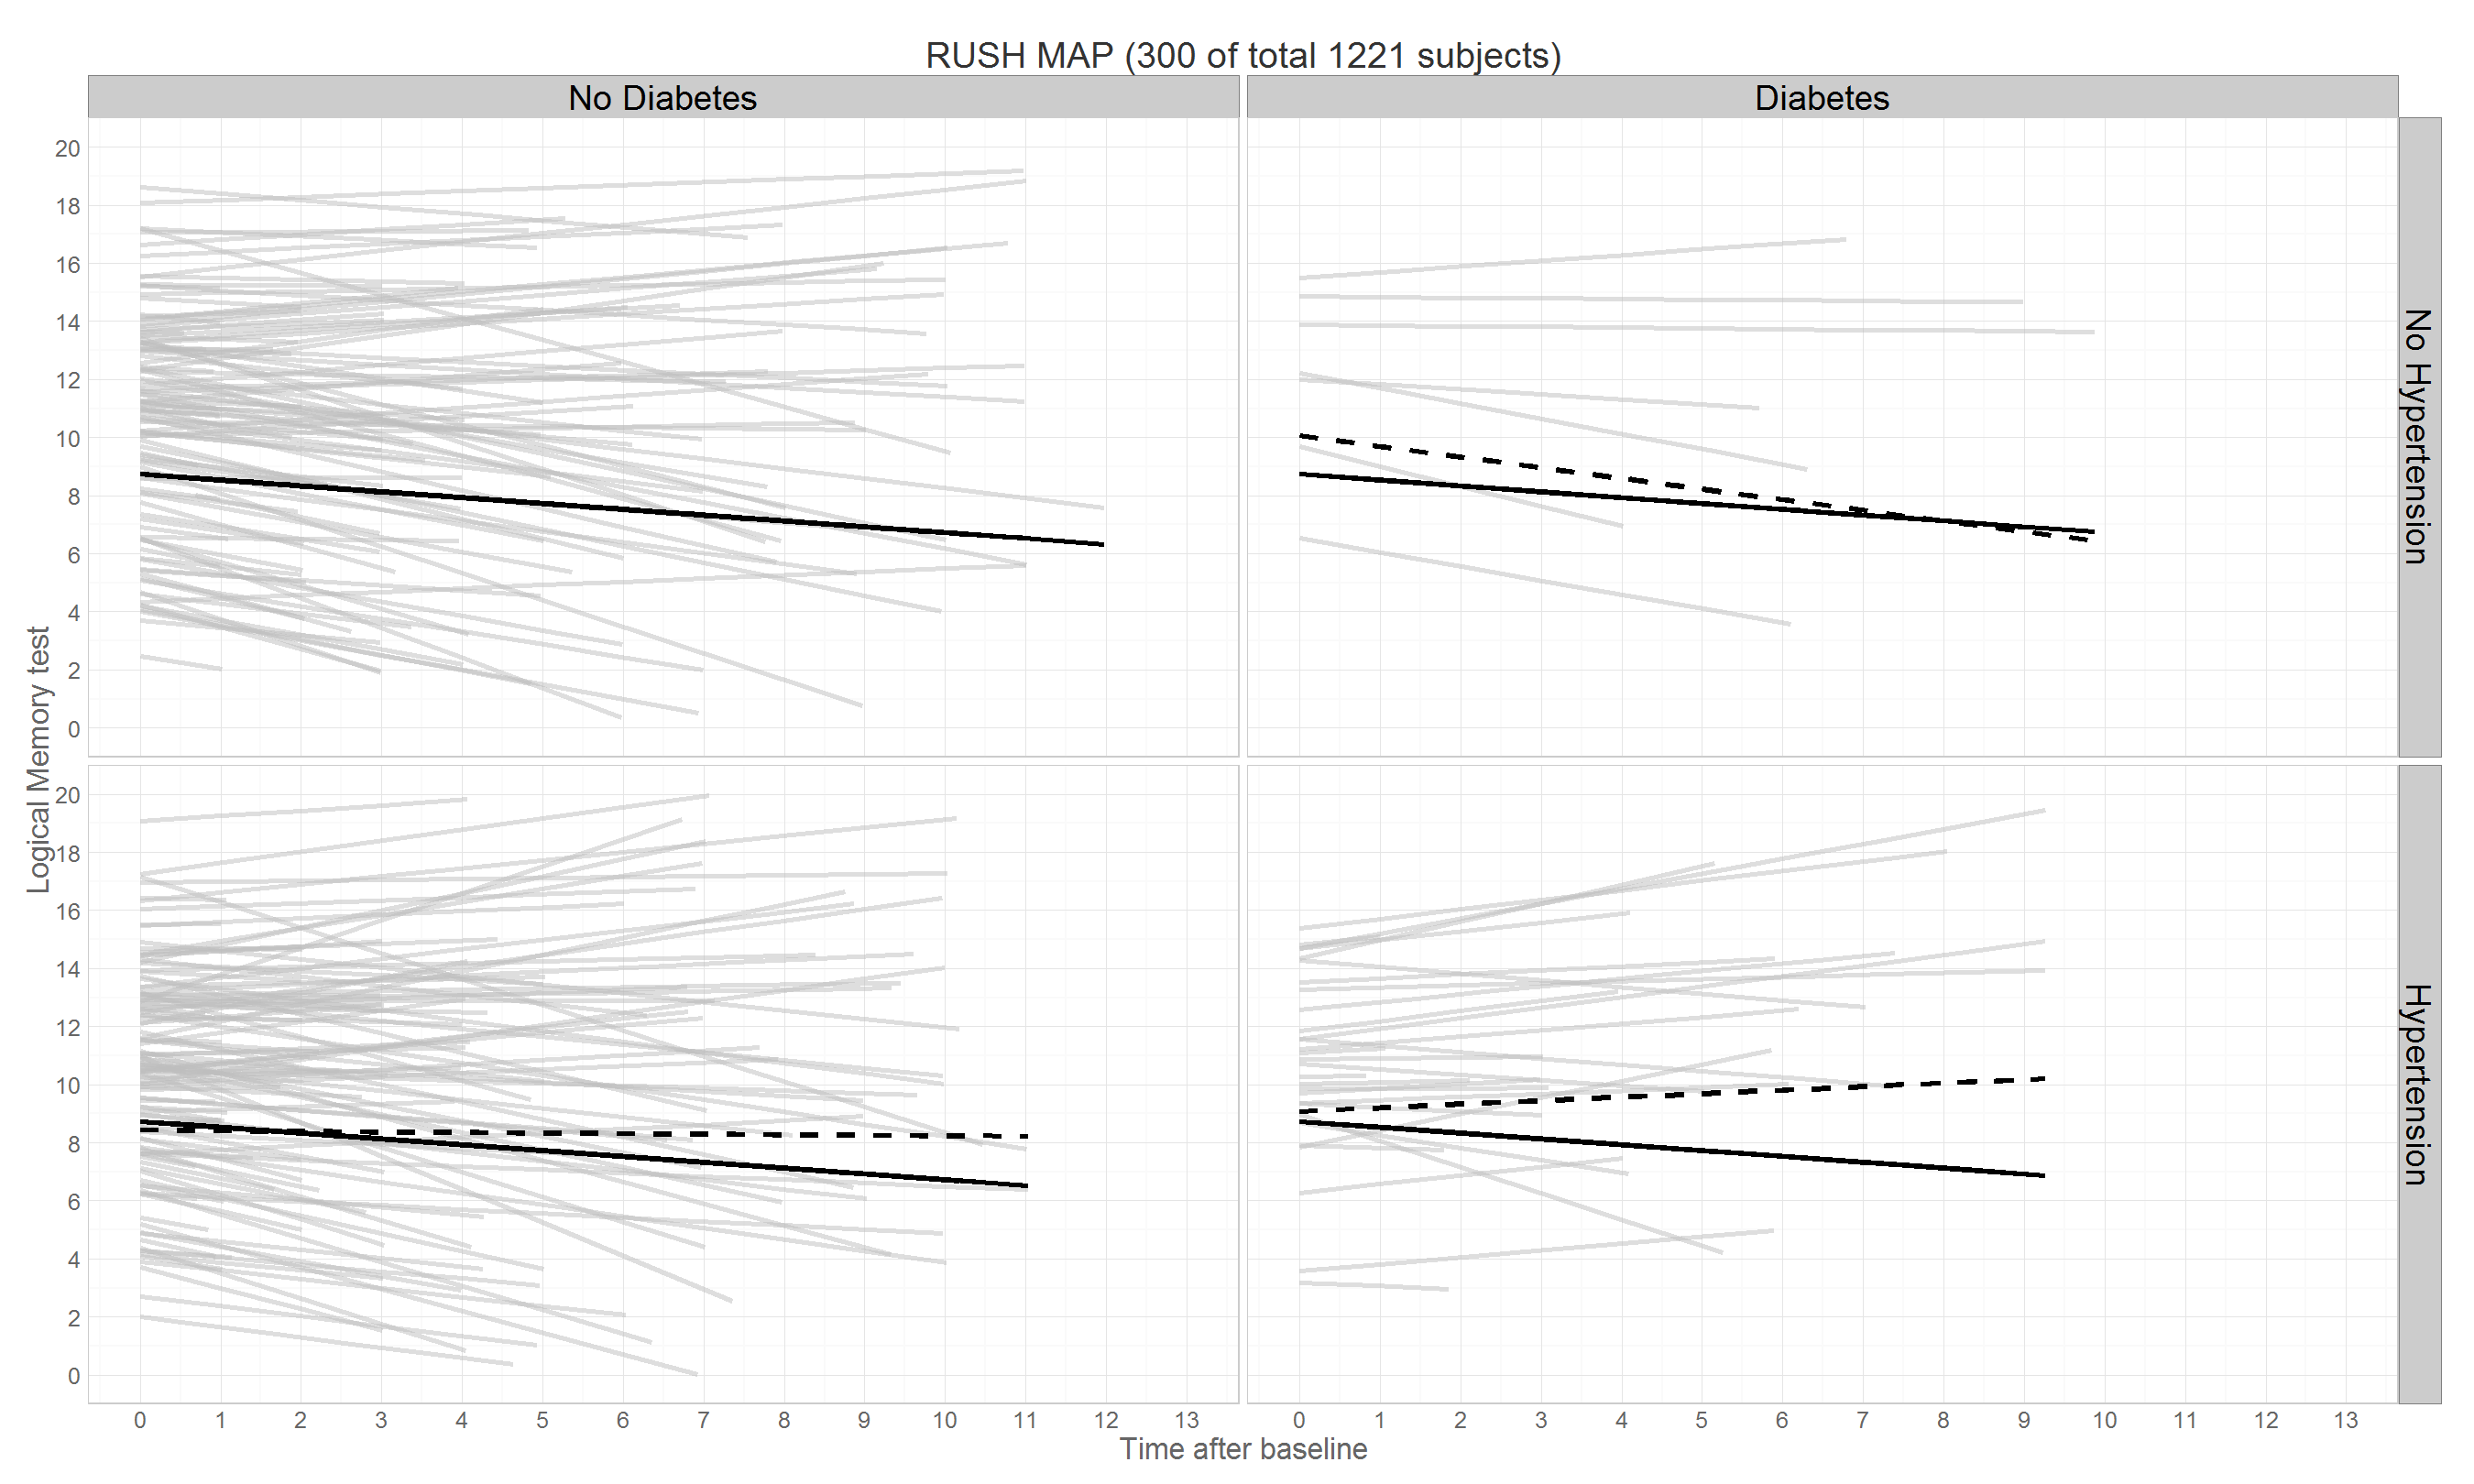 RUSH MAP (300 of total 1221 subjects)
No Diabetes
Diabetes
20
18
16
14
12
10
8
6
4
2
0
No Hypertension
Logical Memory test
20
18
16
14
12
10
8
6
4
2
0
Hypertension
0 1 2 3 4 5 6 7 8 9 10 11 12 13
0 1 2 3 4 5 6 7 8 9 10 11 12 13
Time after baseline